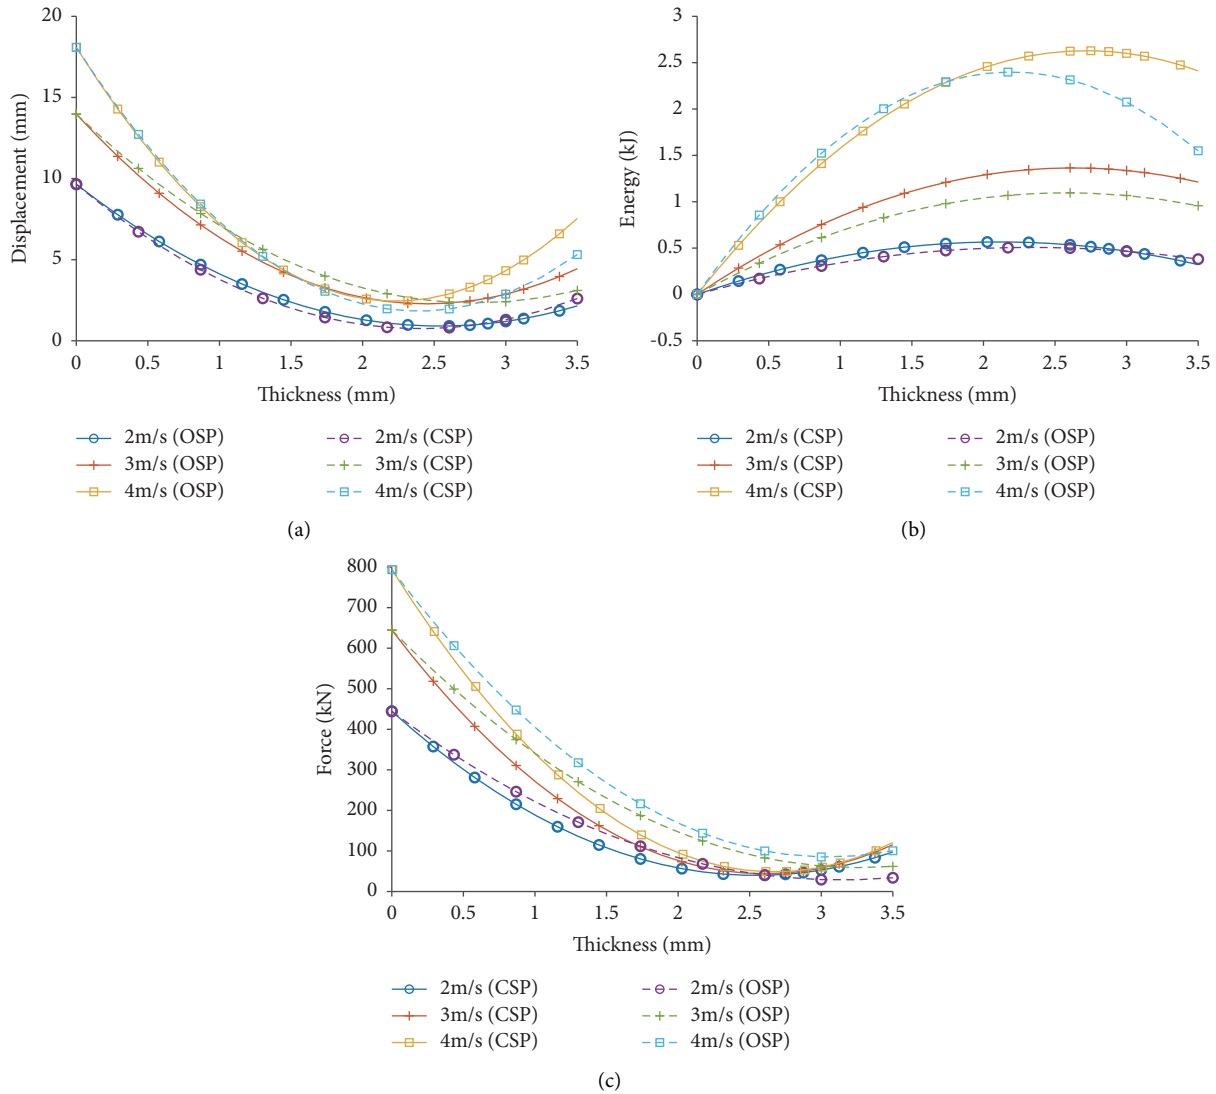 20
15
10
5
0
Displacement (mm)
0 0.5 1 1.5 2 2.5 3 3.5
Thickness (mm)
2m/s (OSP) 2m/s (CSP)
3m/s (OSP) 3m/s (CSP)
4m/s (OSP) 4m/s (CSP)
(a)
3
2.5
2
1.5
1
0.5
0
-0.5
Energy (kJ)
0 0.5 1 1.5 2 2.5 3 3.5
Thickness (mm)
2m/s (CSP) 2m/s (OSP)
3m/s (CSP) 3m/s (OSP)
4m/s (CSP) 4m/s (OSP)
(b)
800
700
600
500
400
300
200
100
0
Force (kN)
0 0.5 1 1.5 2 2.5 3 3.5
Thickness (mm)
2m/s (CSP) 2m/s (OSP)
3m/s (CSP) 3m/s (OSP)
4m/s (CSP) 4m/s (OSP)
(c)